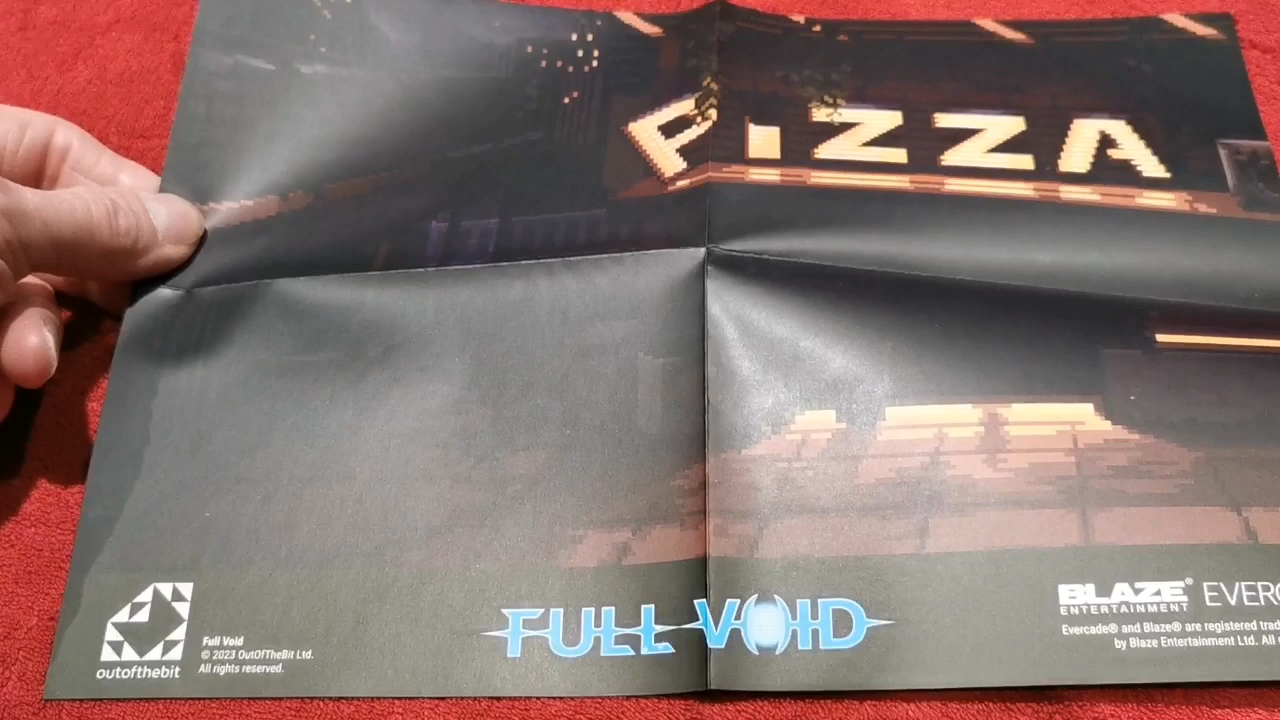 PIZZA
outofthebit
Full Void
© 2023 OutOfTheBit Ltd.
All rights reserved.
FULL VOID
BLAZE®
ENTERTAINMENT
Evercade® and Blaze® are registered
by Blaze Entertainment Ltd. All